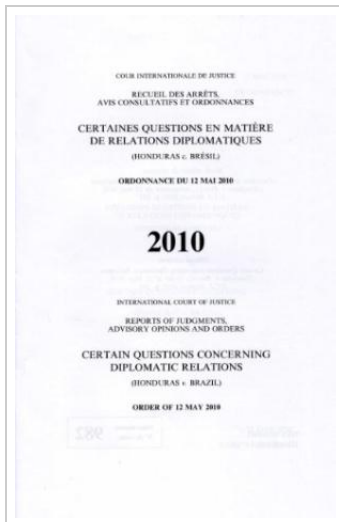 COUR INTERNATIONALE DE JUSTICE
RECUEIL DES ARRÊTS,
AVIS CONSULTATIFS ET ORDONNANCES
CERTAINES QUESTIONS EN MATIÈRE
DE RELATIONS DIPLOMATIQUES
(HONDURAS c. BRÉSIL)
ORDONNANCE DU 12 MAI 2010
2010
INTERNATIONAL COURT OF JUSTICE
REPORTS OF JUDGMENTS,
ADVISORY OPINIONS AND ORDERS
CERTAIN QUESTIONS CONCERNING
DIPLOMATIC RELATIONS
(HONDURAS v. BRAZIL)
ORDER OF 12 MAY 2010
982